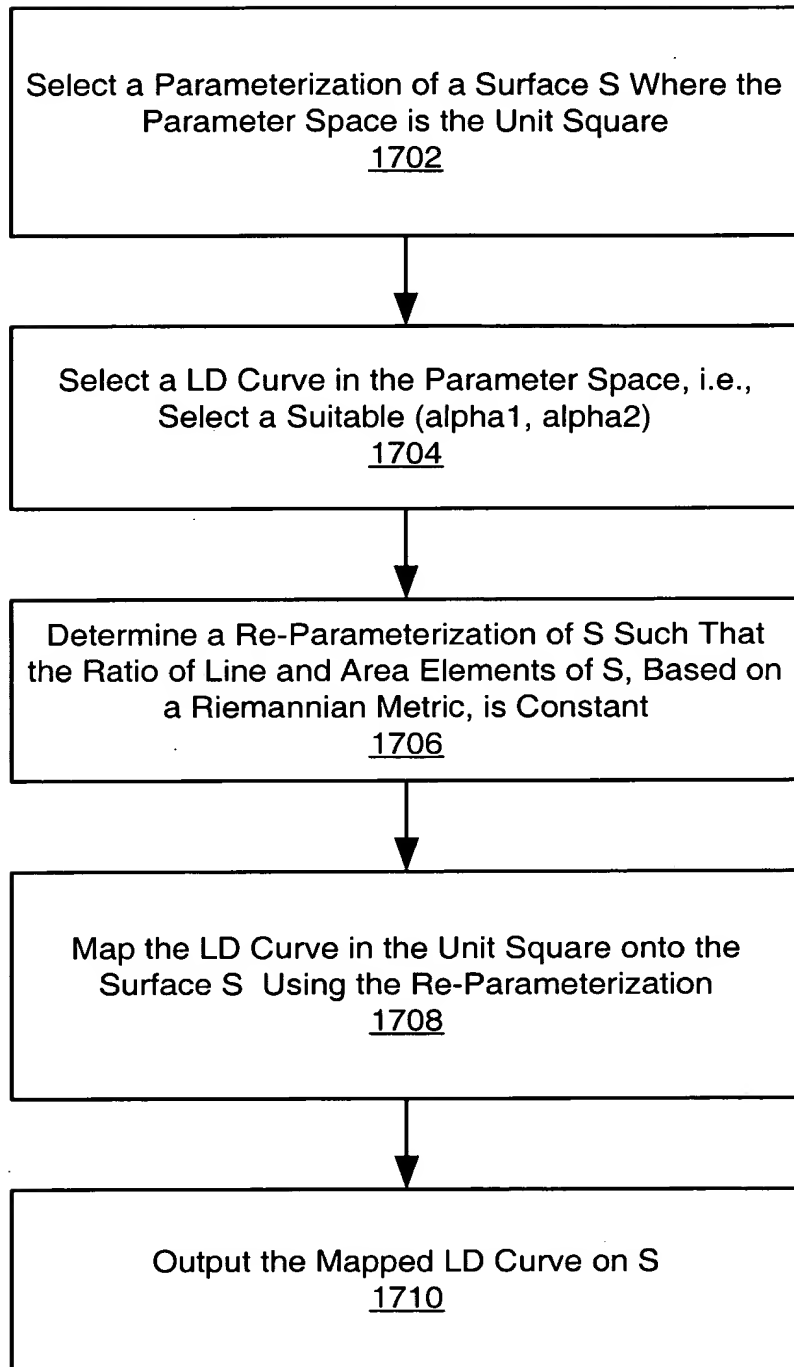 Select a Parameterization of a Surface S Where the
Parameter Space is the Unit Square
1702
Select a LD Curve in the Parameter Space, i.e.,
Select a Suitable (alpha1, alpha2)
1704
Determine a Re-Parameterization of S Such That
the Ratio of Line and Area Elements of S, Based on
a Riemannian Metric, is Constant
1706
Map the LD Curve in the Unit Square onto the
Surface S Using the Re-Parameterization
1708
Output the Mapped LD Curve on S
1710